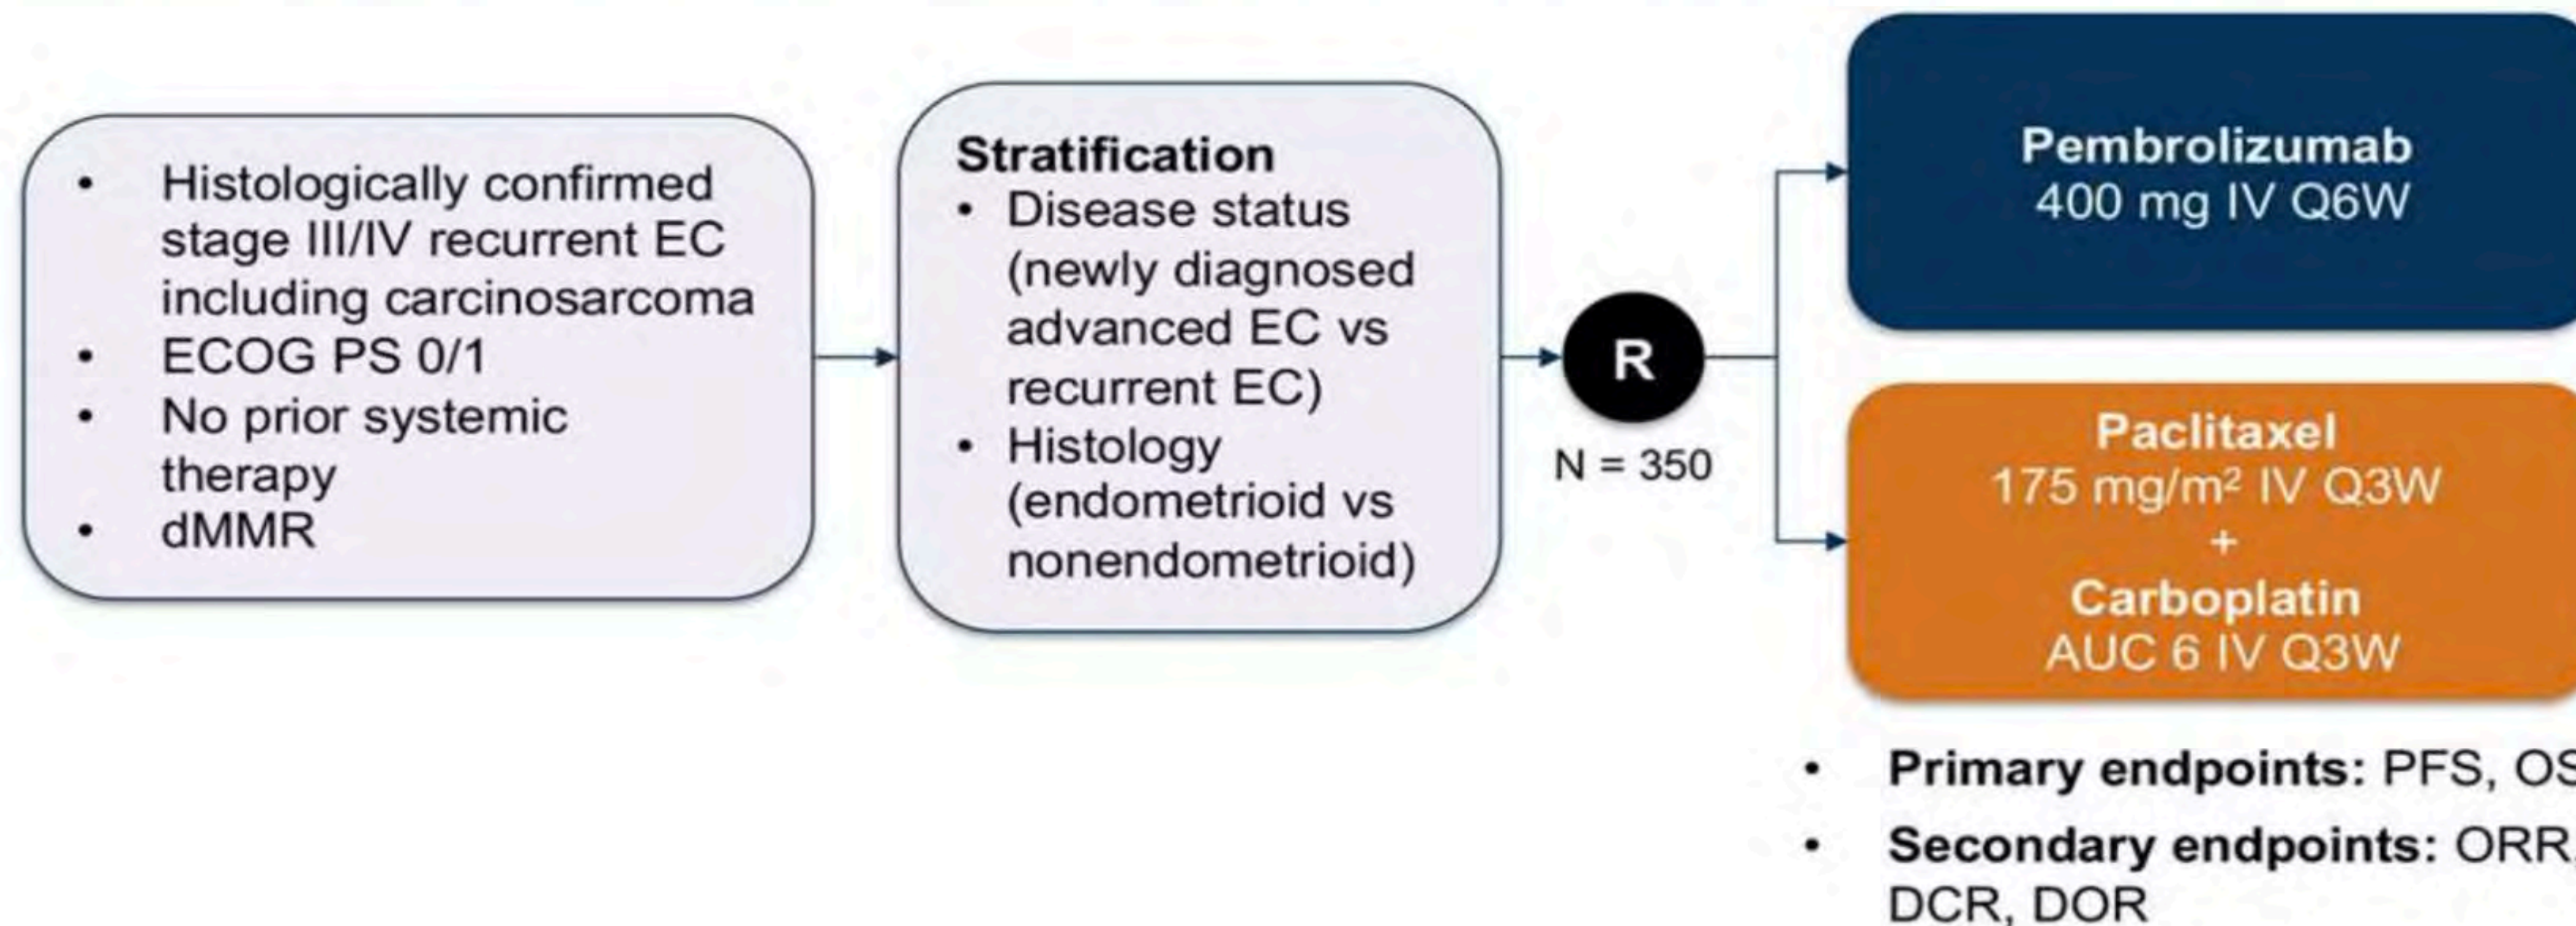 • Histologically confirmed
stage III/IV recurrent EC
including carcinosarcoma
• ECOG PS 0/1
• No prior systemic
therapy
• dMMR
Stratification
• Disease status
(newly diagnosed
advanced EC vs
recurrent EC)
• Histology
(endometrioid vs
nonendometrioid)
R
N = 350
Pembrolizumab
400 mg IV Q6W
Paclitaxel
175 mg/m² IV Q3W
+
Carboplatin
AUC 6 IV Q3W
• Primary endpoints: PFS, OS
• Secondary endpoints: ORR,
DCR, DOR